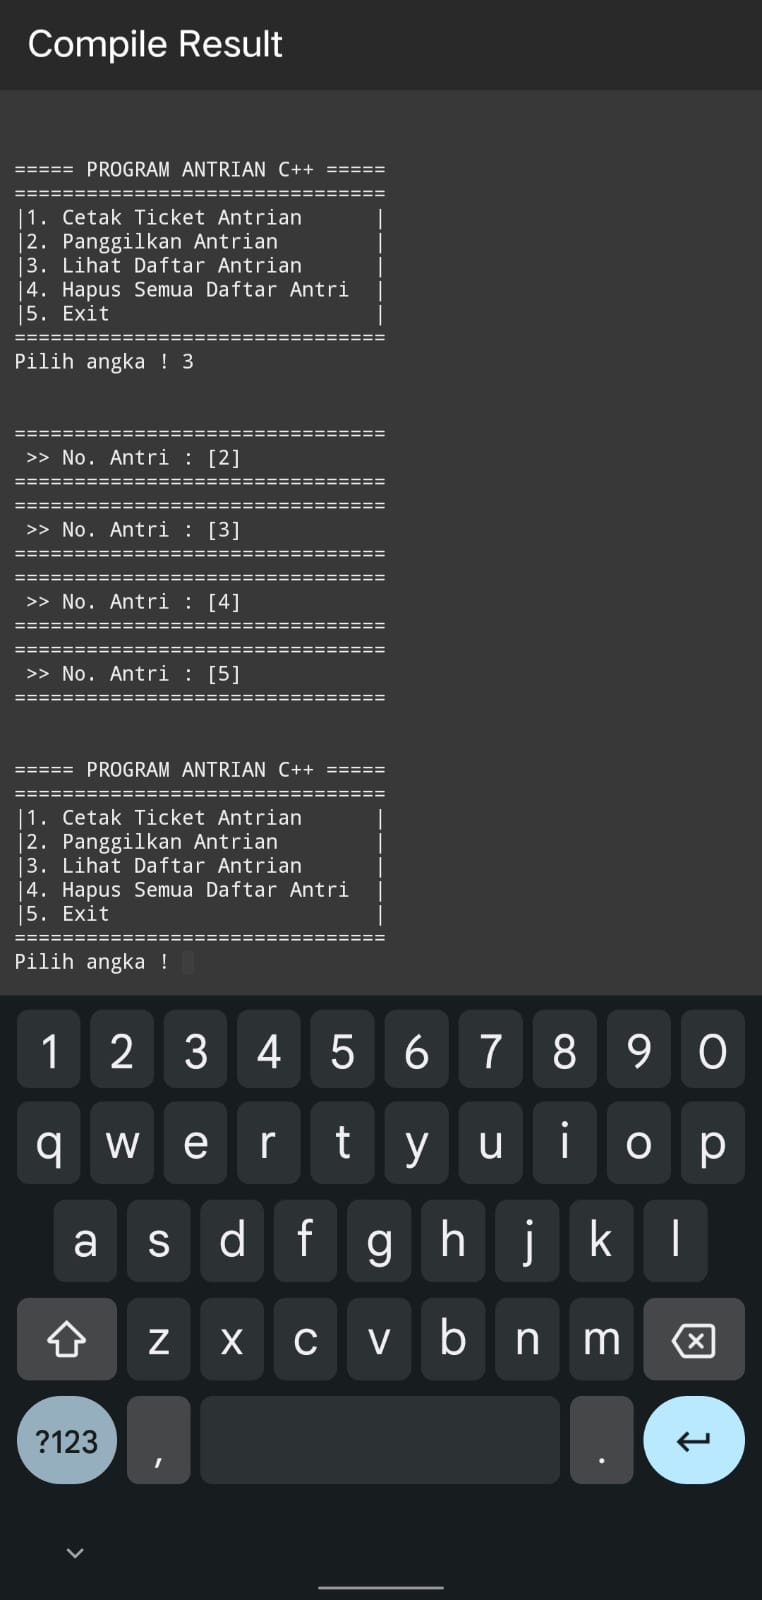 Compile Result
===== PROGRAM ANTRIAN C++ =====
===============================
|1. Cetak Ticket Antrian      |
|2. Panggilkan Antrian        |
|3. Lihat Daftar Antrian      |
|4. Hapus Semua Daftar Antri  |
|5. Exit                      |
===============================
Pilih angka ! 3
===============================
 >> No. Antri : [2]
===============================
===============================
 >> No. Antri : [3]
===============================
===============================
 >> No. Antri : [4]
===============================
===============================
 >> No. Antri : [5]
===============================
===== PROGRAM ANTRIAN C++ =====
===============================
|1. Cetak Ticket Antrian      |
|2. Panggilkan Antrian        |
|3. Lihat Daftar Antrian      |
|4. Hapus Semua Daftar Antri  |
|5. Exit                      |
===============================
Pilih angka !
1 2 3 4 5 6 7 8 9 0
q w e r t y u i o p
a s d f g h j k l
z x c v b n m
?123 , .